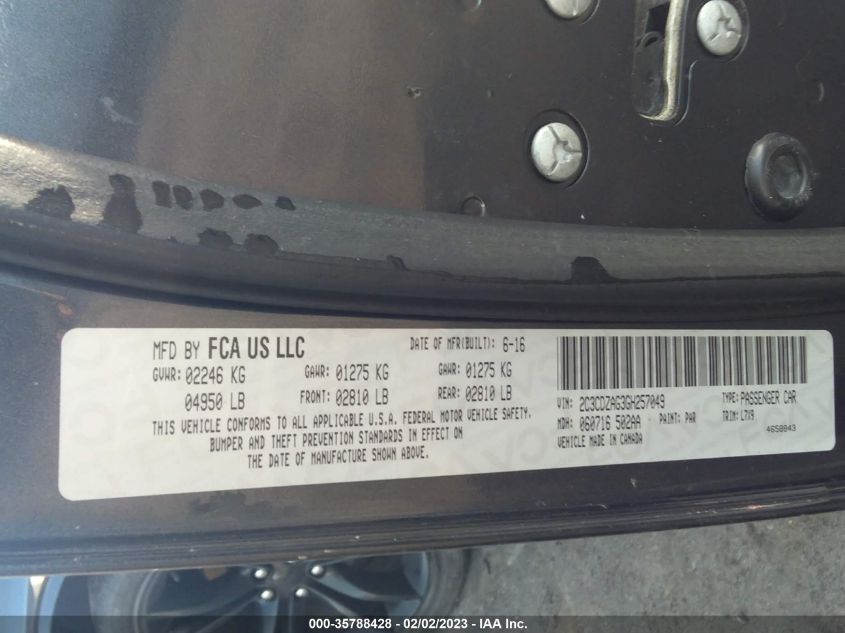 MFD BY FCA US LLC DATE OF MFR(BUILT): 6-16
GVWR: 02246 KG GAWR: 01275 KG GAWR: 01275 KG
04950 LB FRONT: 02810 LB REAR: 02810 LB
THIS VEHICLE CONFORMS TO ALL APPLICABLE U.S.A. FEDERAL MOTOR VEHICLE SAFETY,
BUMPER AND THEFT PREVENTION STANDARDS IN EFFECT ON
THE DATE OF MANUFACTURE SHOWN ABOVE.
VIN: 2C3CDZAG3GH257049 TYPE: PASSENGER CAR
MDH: 060716 502AA - PAINT: PAR TRIM: L7X9
VEHICLE MADE IN CANADA 4658843
000-35788428 - 02/02/2023 - IAA Inc.